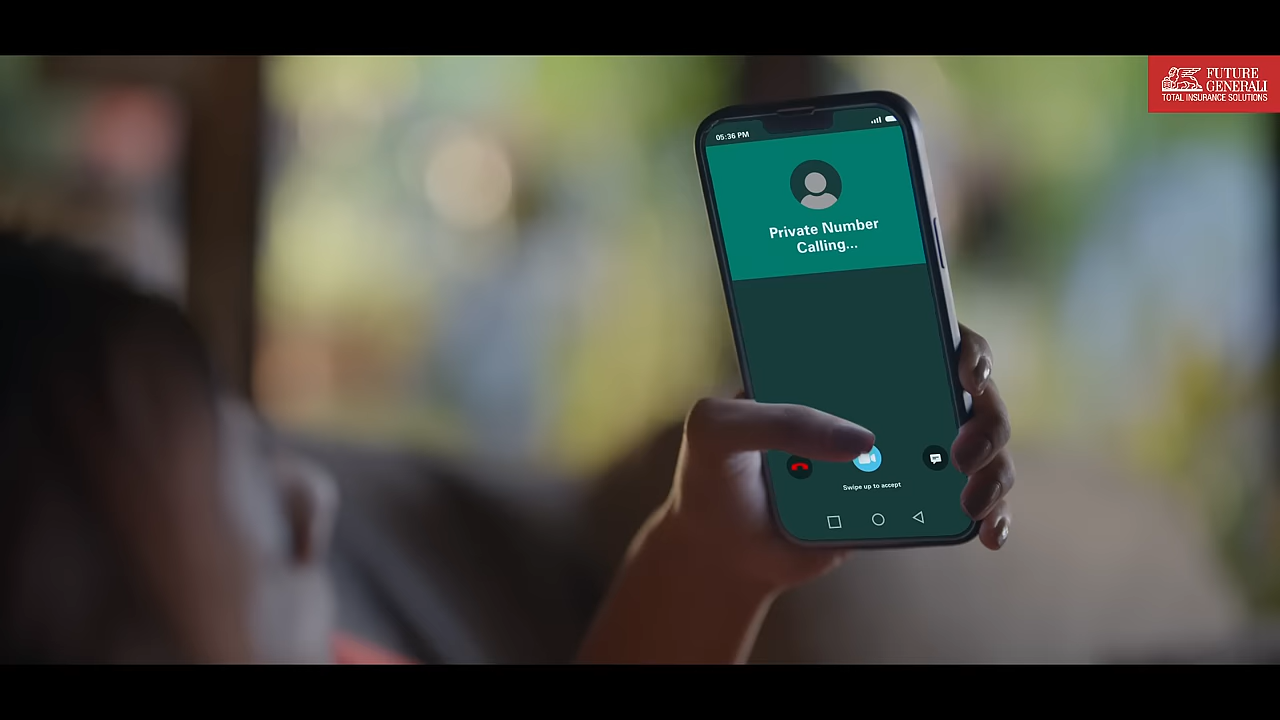 FUTURE
GENERALI
TOTAL INSURANCE SOLUTIONS
05:36 PM
Private Number
Calling...
Swipe up to accept